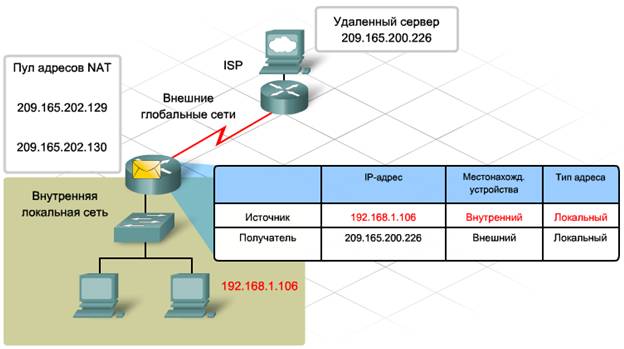 Удаленный сервер
209.165.200.226
ISP
Пул адресов NAT
209.165.202.129
209.165.202.130
Внешние
глобальные сети
Внутренняя
локальная сеть
IP-адрес
Местонахожд.
устройства
Тип адреса
Источник
192.168.1.106
Внутренний
Локальный
Получатель
209.165.200.226
Внешний
Локальный
192.168.1.106